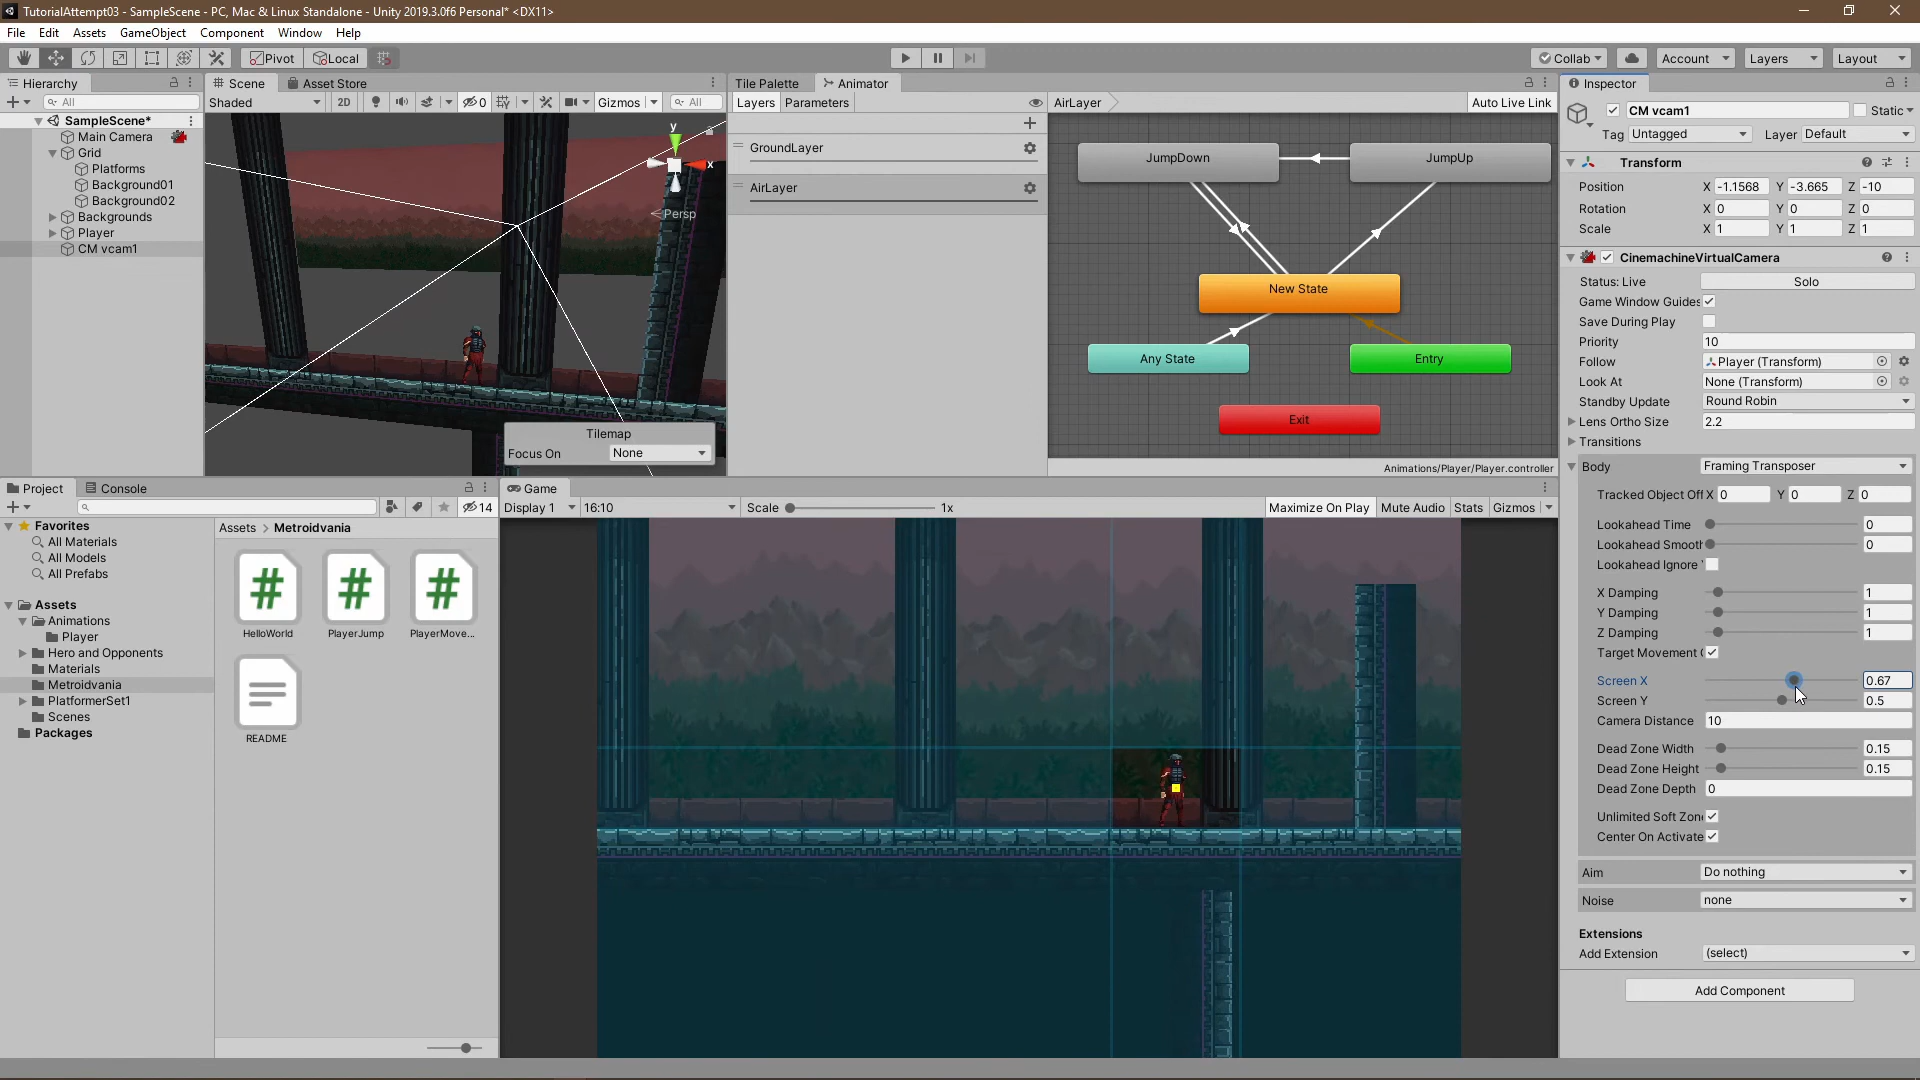 TutorialAttempt03 - SampleScene - PC, Mac & Linux Standalone - Unity 2019.3.0f6 Personal* <DX11>
File Edit Assets GameObject Component Window Help
Pivot Local Collab Account Layers Layout
Hierarchy
All
SampleScene*
Main Camera
Grid
Platforms
Background01
Background02
Backgrounds
Player
CM vcam1
Scene Asset Store
Shaded 2D 0 Gizmos All
y
x
Persp
Tilemap
Focus On None
Tile Palette Animator
Layers Parameters
GroundLayer
AirLayer
AirLayer Auto Live Link
JumpDown JumpUp
New State
Any State Entry
Exit
Animations/Player/Player.controller
Project Console
14
Favorites
All Materials
All Models
All Prefabs
Assets
Animations
Player
Hero and Opponents
Materials
Metroidvania
PlatformerSet1
Scenes
Packages
Assets > Metroidvania
HelloWorld PlayerJump PlayerMove...
README
Game
Display 1 16:10 Scale 1x Maximize On Play Mute Audio Stats Gizmos
Inspector
CM vcam1 Static
Tag Untagged Layer Default
Transform
Position X -1.1568 Y -3.665 Z -10
Rotation X 0 Y 0 Z 0
Scale X 1 Y 1 Z 1
CinemachineVirtualCamera
Status: Live Solo
Game Window Guides
Save During Play
Priority 10
Follow Player (Transform)
Look At None (Transform)
Standby Update Round Robin
Lens Ortho Size 2.2
Transitions
Body Framing Transposer
Tracked Object Off X 0 Y 0 Z 0
Lookahead Time 0
Lookahead Smooth 0
Lookahead Ignore
X Damping 1
Y Damping 1
Z Damping 1
Target Movement
Screen X 0.67
Screen Y 0.5
Camera Distance 10
Dead Zone Width 0.15
Dead Zone Height 0.15
Dead Zone Depth 0
Unlimited Soft Zon
Center On Activate
Aim Do nothing
Noise none
Extensions
Add Extension (select)
Add Component